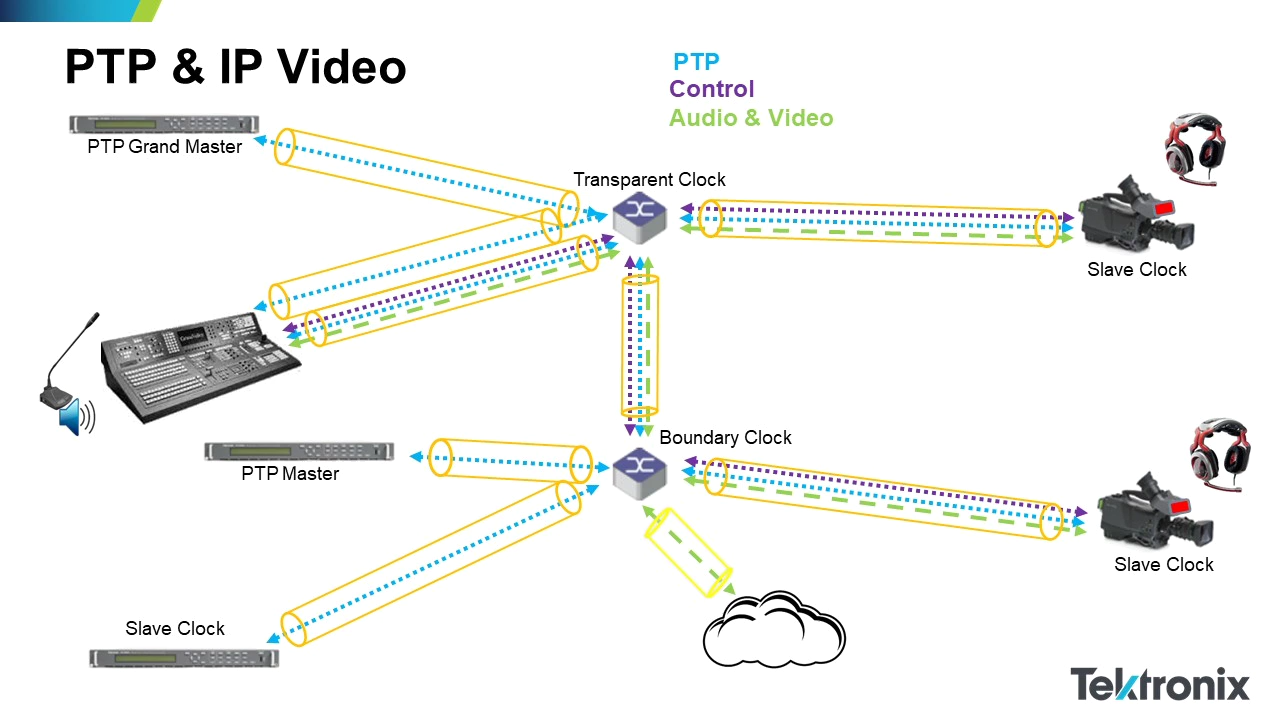 PTP & IP Video
PTP
Control
Audio & Video
PTP Grand Master
Transparent Clock
Slave Clock
Boundary Clock
PTP Master
Slave Clock
Slave Clock
Tektronix